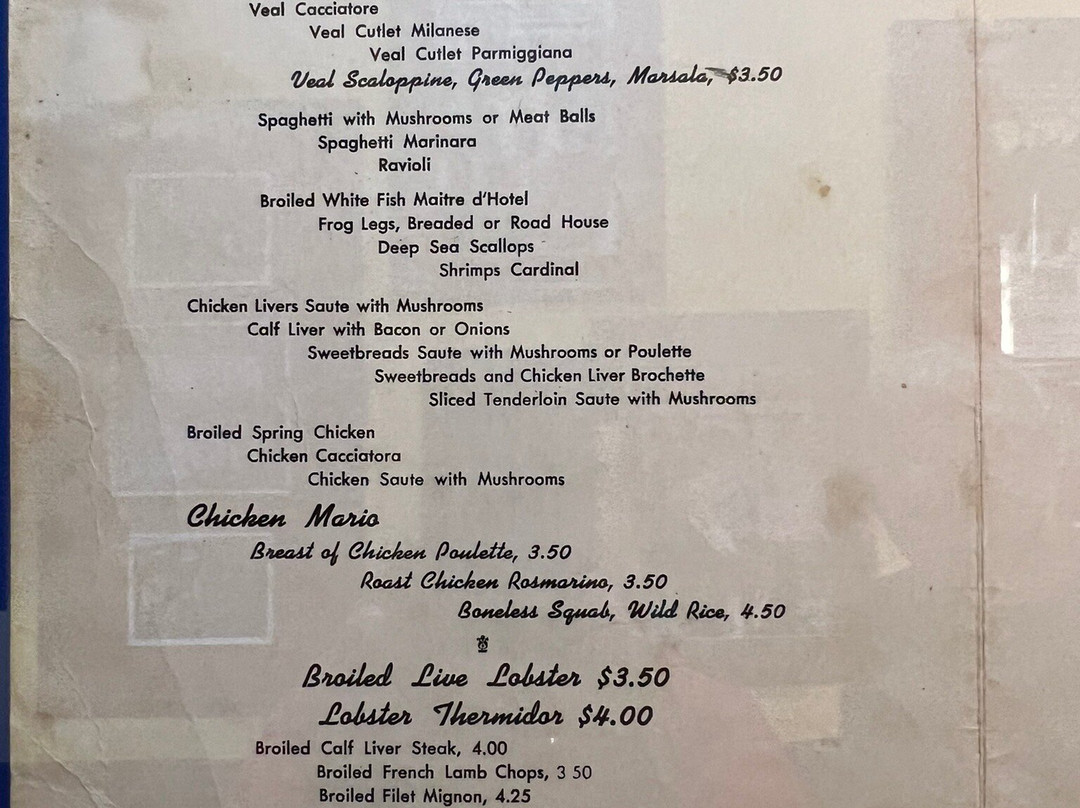 Veal Cacciatore
Veal Cutlet Milanese
Veal Cutlet Parmiggiana
Veal Scaloppine, Green Peppers, Marsala, $3.50
Spaghetti with Mushrooms or Meat Balls
Spaghetti Marinara
Ravioli
Broiled White Fish Maitre d'Hotel
Frog Legs, Breaded or Road House
Deep Sea Scallops
Shrimps Cardinal
Chicken Livers Saute with Mushrooms
Calf Liver with Bacon or Onions
Sweetbreads Saute with Mushrooms or Poulette
Sweetbreads and Chicken Liver Brochette
Sliced Tenderloin Saute with Mushrooms
Broiled Spring Chicken
Chicken Cacciatora
Chicken Saute with Mushrooms
Chicken Mario
Breast of Chicken Poulette, 3.50
Roast Chicken Rosmarino, 3.50
Boneless Squab, Wild Rice, 4.50
Broiled Live Lobster $3.50
Lobster Thermidor $4.00
Broiled Calf Liver Steak, 4.00
Broiled French Lamb Chops, 3 50
Broiled Filet Mignon, 4.25